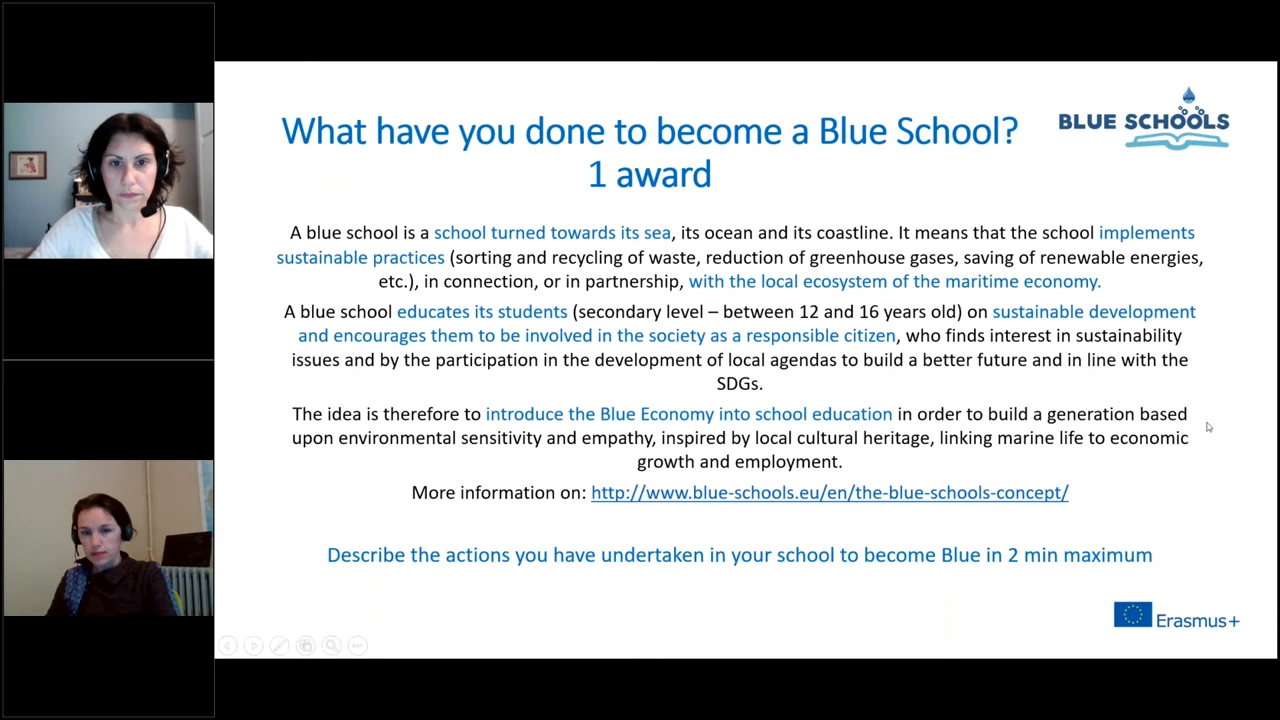 What have you done to become a Blue School?
1 award
BLUE SCHOOLS
A blue school is a school turned towards its sea, its ocean and its coastline. It means that the school implements
sustainable practices (sorting and recycling of waste, reduction of greenhouse gases, saving of renewable energies,
etc.), in connection, or in partnership, with the local ecosystem of the maritime economy.
A blue school educates its students (secondary level – between 12 and 16 years old) on sustainable development
and encourages them to be involved in the society as a responsible citizen, who finds interest in sustainability
issues and by the participation in the development of local agendas to build a better future and in line with the
SDGs.
The idea is therefore to introduce the Blue Economy into school education in order to build a generation based
upon environmental sensitivity and empathy, inspired by local cultural heritage, linking marine life to economic
growth and employment.
More information on: http://www.blue-schools.eu/en/the-blue-schools-concept/
Describe the actions you have undertaken in your school to become Blue in 2 min maximum
Erasmus+